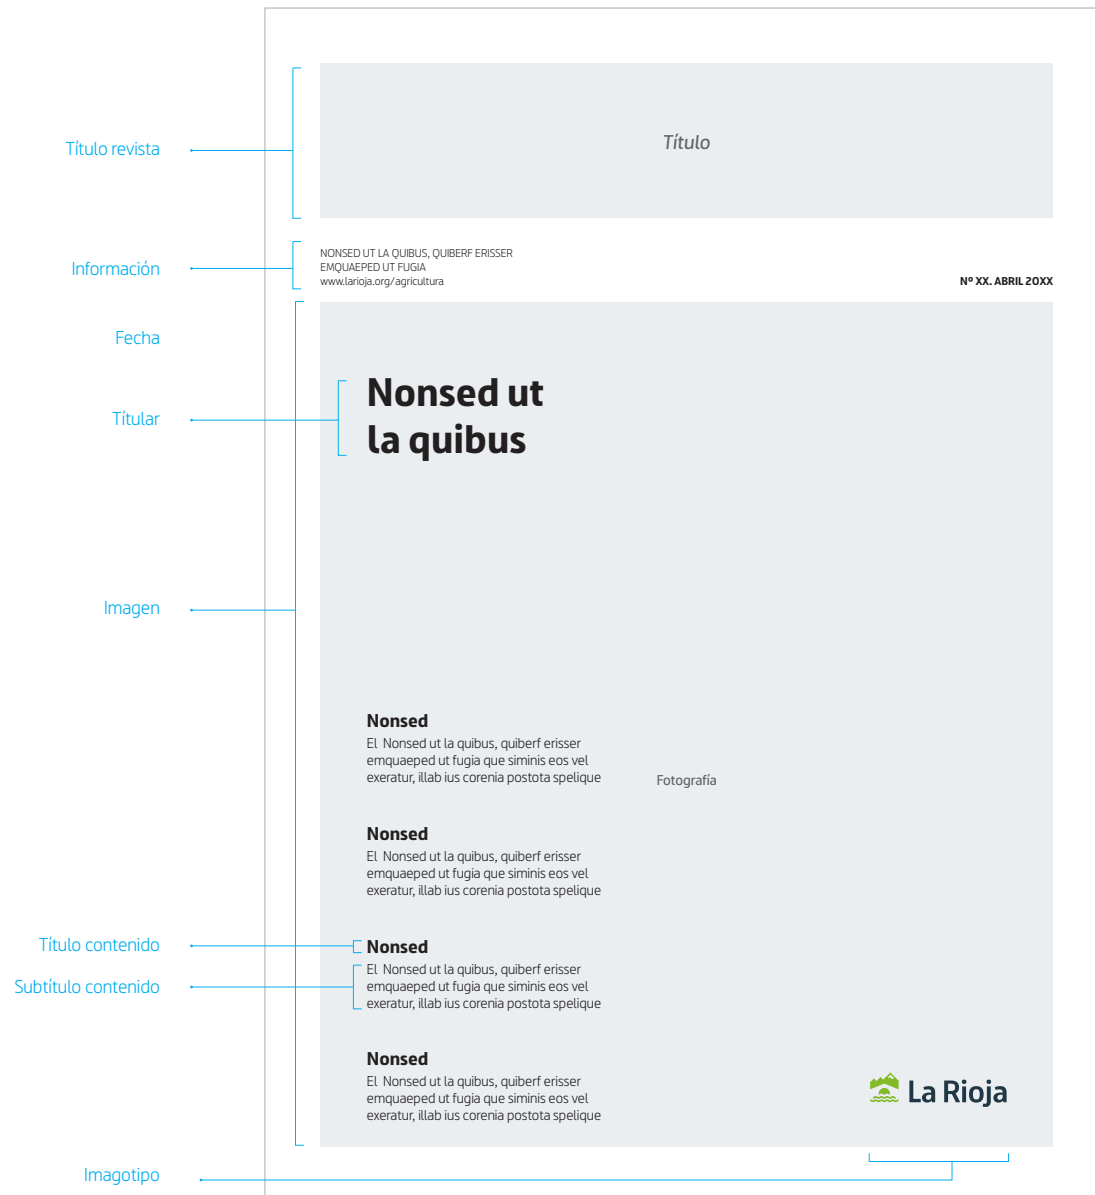 Título revista
Título
Información
NONSED UT LA QUIBUS, QUIBERF ERISSER
EMQUAEPED UT FUGIA
www.larioja.org/agricultura
Nº XX. ABRIL 20XX
Fecha
Títular
Nonsed ut
la quibus
Imagen
Nonsed
El Nonsed ut la quibus, quiberf erisser
emquaeped ut fugia que siminis eos vel
exeratur, illab ius corenia postota spelique
Fotografía
Nonsed
El Nonsed ut la quibus, quiberf erisser
emquaeped ut fugia que siminis eos vel
exeratur, illab ius corenia postota spelique
Título contenido
Nonsed
Subtítulo contenido
El Nonsed ut la quibus, quiberf erisser
emquaeped ut fugia que siminis eos vel
exeratur, illab ius corenia postota spelique
Nonsed
El Nonsed ut la quibus, quiberf erisser
emquaeped ut fugia que siminis eos vel
exeratur, illab ius corenia postota spelique
La Rioja
Imagotipo